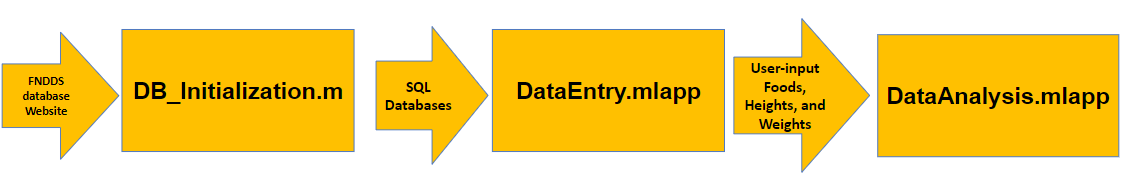 FNDDS
database
Website
DB_Initialization.m
SQL
Databases
DataEntry.mlapp
User-input
Foods,
Heights, and
Weights
DataAnalysis.mlapp